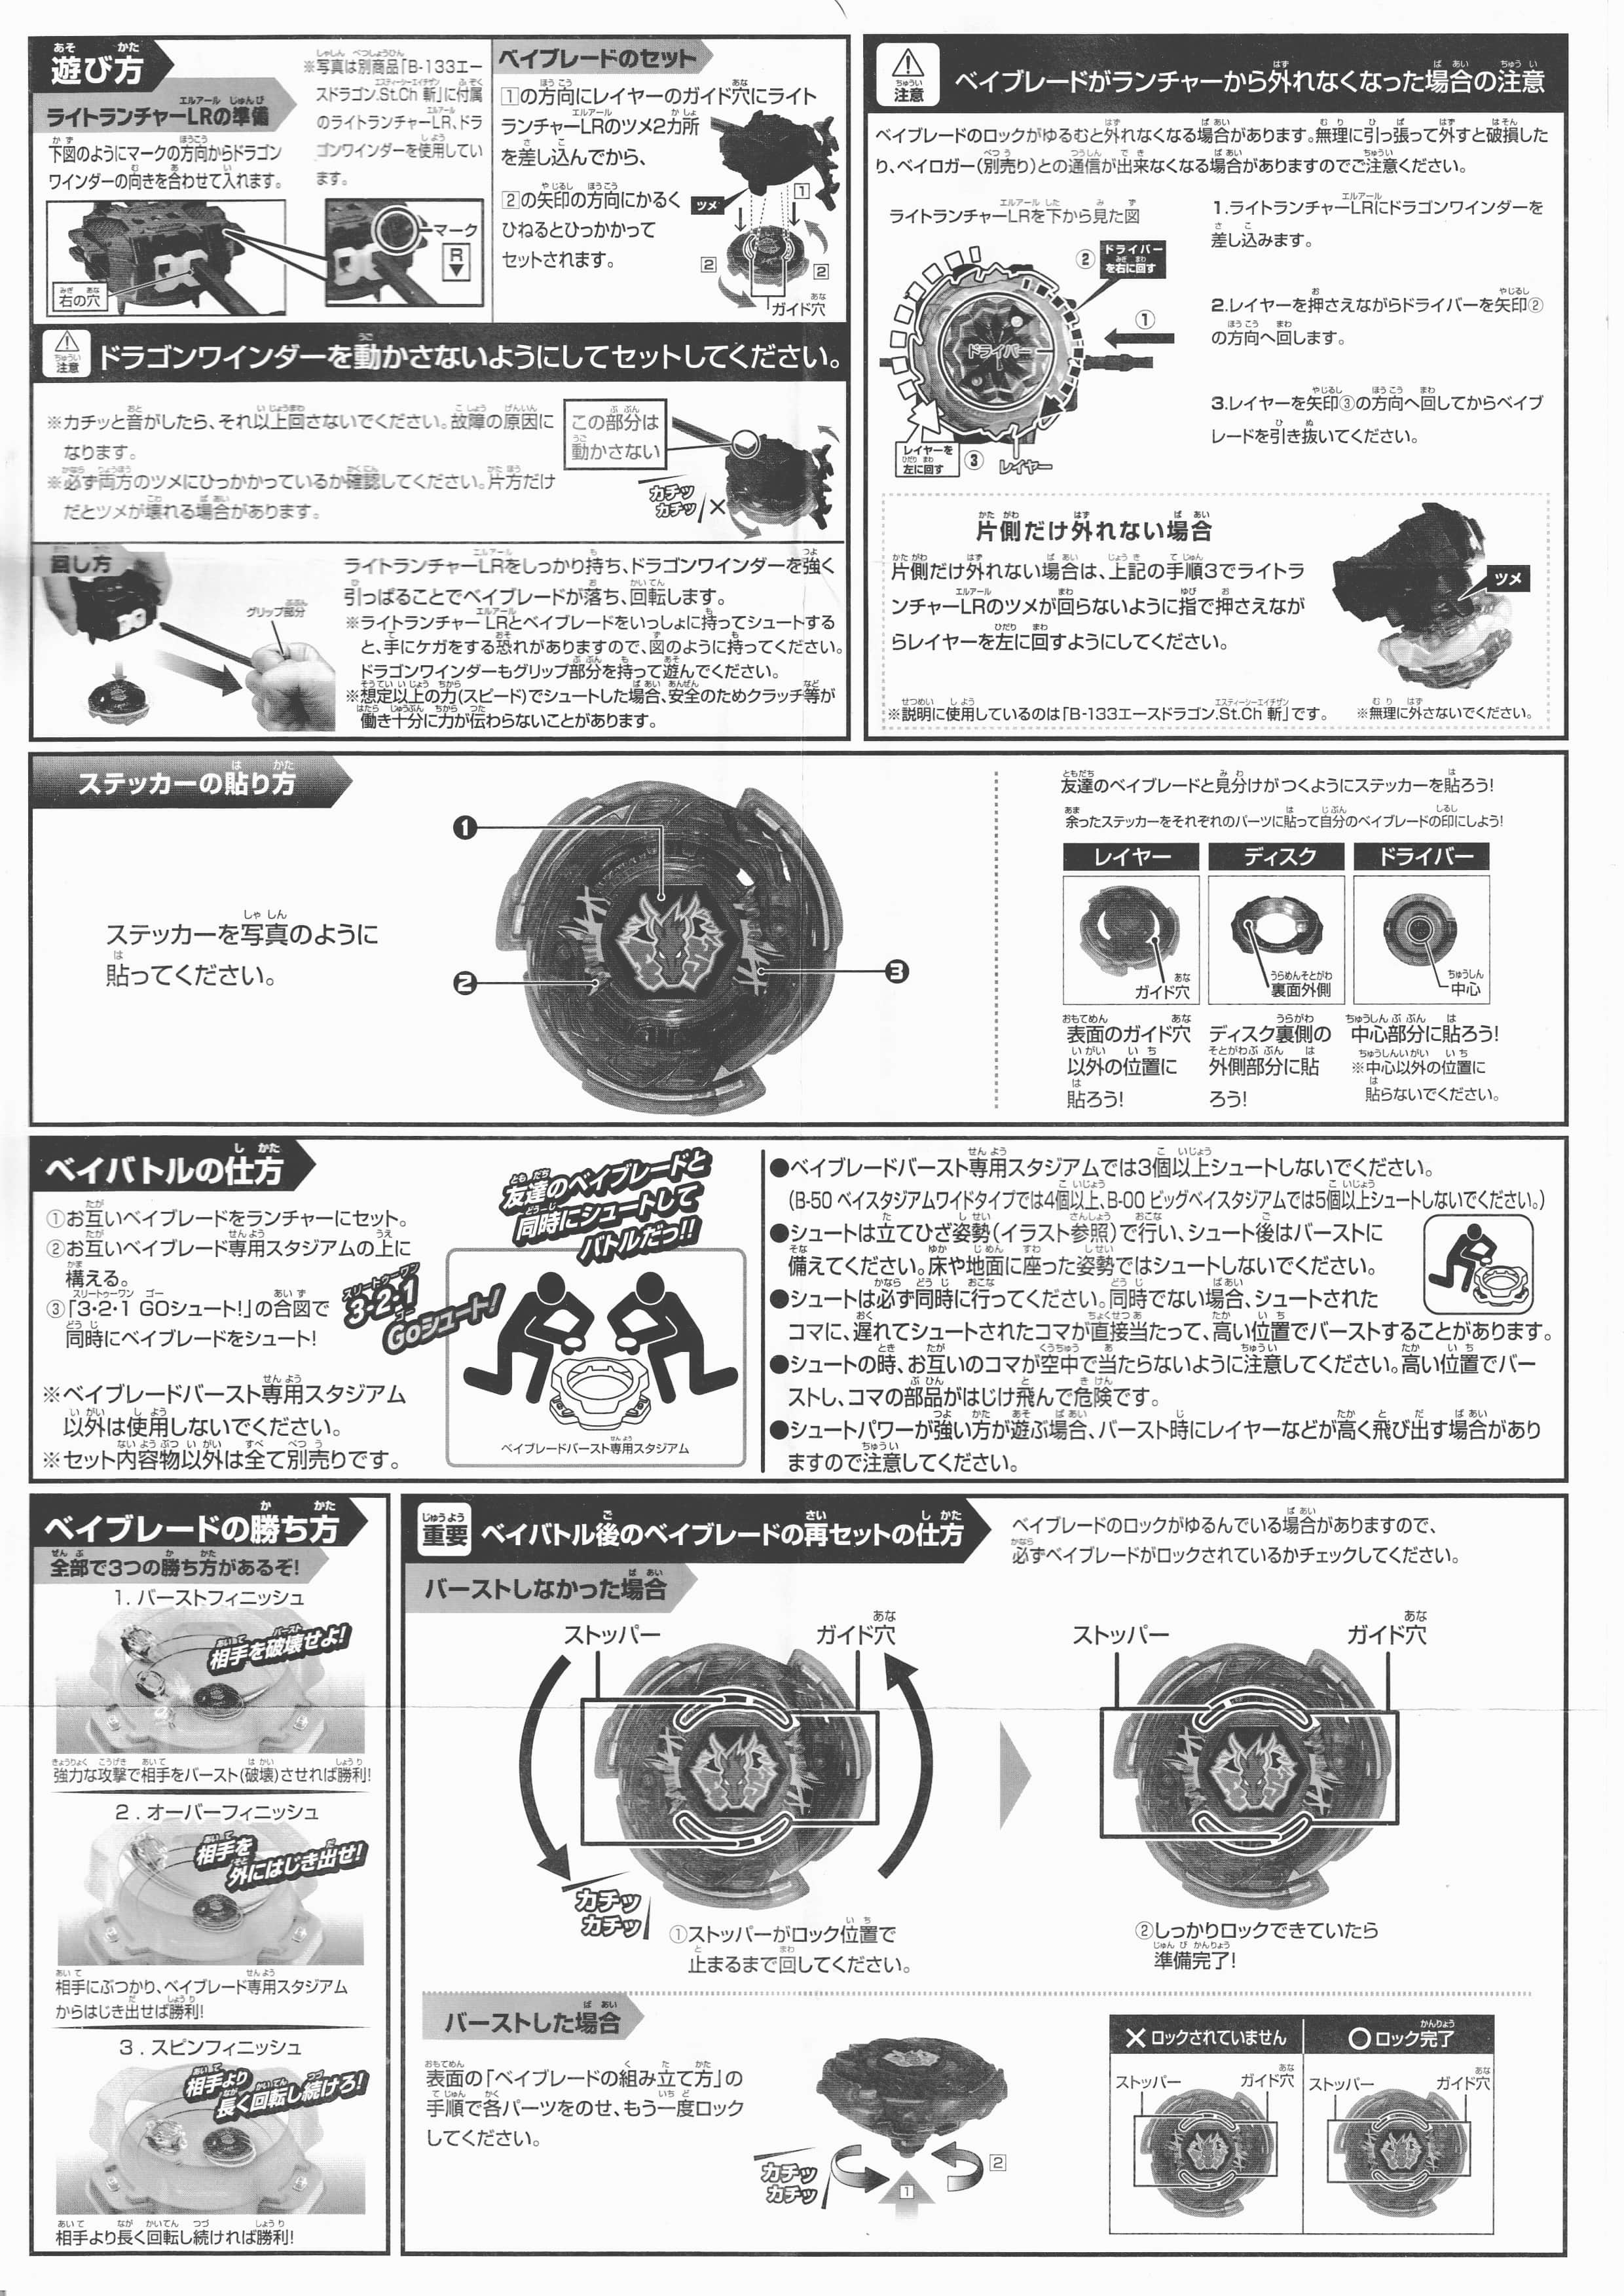 遊び方
ライトランチャーLRの準備
下図のようにマークの方向からドラゴン
ワインダーの向きを合わせて入れます。
※写真は別商品「B-133エー
スドラゴン.St.Ch 斬」に付属
のライトランチャーLR、ドラ
ゴンワインダーを使用してい
ます。
右の穴
マーク
R
ベイブレードのセット
1の方向にレイヤーのガイド穴にライト
ランチャーLRのツメ2カ所
を差し込んでから、
2の矢印の方向にかるく
ひねるとひっかかって
セットされます。
ツメ
1
2
2
ガイド穴
注意
ドラゴンワインダーを動かさないようにしてセットしてください。
※カチッと音がしたら、それ以上回さないでください。故障の原因に
なります。
※必ず両方のツメにひっかかっているか確認してください。片方だけ
だとツメが壊れる場合があります。
この部分は
動かさない
カチッ
カチッ
×
回し方
グリップ部分
ライトランチャーLRをしっかり持ち、ドラゴンワインダーを強く
引っぱることでベイブレードが落ち、回転します。
※ライトランチャー LRとベイブレードをいっしょに持ってシュートする
と、手にケガをする恐れがありますので、図のように持ってください。
ドラゴンワインダーもグリップ部分を持って遊んでください。
※想定以上の力(スピード)でシュートした場合、安全のためクラッチ等が
働き十分に力が伝わらないことがあります。
注意
ベイブレードがランチャーから外れなくなった場合の注意
ベイブレードのロックがゆるむと外れなくなる場合があります。無理に引っ張って外すと破損した
り、ベイロガー(別売り)との通信が出来なくなる場合がありますのでご注意ください。
ライトランチャーLRを下から見た図
② ドライバー
を右に回す
①
ドライバー
レイヤーを
左に回す
③ レイヤー
1.ライトランチャーLRにドラゴンワインダーを
差し込みます。
2.レイヤーを押さえながらドライバーを矢印②
の方向へ回します。
3.レイヤーを矢印③の方向へ回してからベイブ
レードを引き抜いてください。
片側だけ外れない場合
片側だけ外れない場合は、上記の手順3でライトラ
ンチャーLRのツメが回らないように指で押さえなが
らレイヤーを左に回すようにしてください。
ツメ
※説明に使用しているのは「B-133エースドラゴン.St.Ch 斬」です。
※無理に外さないでください。
ステッカーの貼り方
ステッカーを写真のように
貼ってください。
1
2
3
友達のベイブレードと見分けがつくようにステッカーを貼ろう!
余ったステッカーをそれぞれのパーツに貼って自分のベイブレードの印にしよう!
レイヤー
ガイド穴
表面のガイド穴
以外の位置に
貼ろう!
ディスク
裏面外側
ディスク裏側の
外側部分に貼
ろう!
ドライバー
中心
中心部分に貼ろう!
※中心以外の位置に
貼らないでください。
ベイバトルの仕方
①お互いベイブレードをランチャーにセット。
②お互いベイブレード専用スタジアムの上に
構える。
③「3・2・1 GOシュート!」の合図で
同時にベイブレードをシュート!
※ベイブレードバースト専用スタジアム
以外は使用しないでください。
※セット内容物以外は全て別売りです。
友達のベイブレードと
同時にシュートして
バトルだっ!!
3・2・1
Goシュート!
ベイブレードバースト専用スタジアム
●ベイブレードバースト専用スタジアムでは3個以上シュートしないでください。
(B-50 ベイスタジアムワイドタイプでは4個以上、B-00 ビッグベイスタジアムでは5個以上シュートしないでください。)
●シュートは立てひざ姿勢(イラスト参照)で行い、シュート後はバーストに
備えてください。床や地面に座った姿勢ではシュートしないでください。
●シュートは必ず同時に行ってください。同時でない場合、シュートされた
コマに、遅れてシュートされたコマが直接当たって、高い位置でバーストすることがあります。
●シュートの時、お互いのコマが空中で当たらないように注意してください。高い位置でバー
ストし、コマの部品がはじけ飛んで危険です。
●シュートパワーが強い方が遊ぶ場合、バースト時にレイヤーなどが高く飛び出す場合があり
ますので注意してください。
ベイブレードの勝ち方
全部で3つの勝ち方があるぞ!
1. バーストフィニッシュ
相手を破壊せよ!
強力な攻撃で相手をバースト(破壊)させれば勝利!
2. オーバーフィニッシュ
相手を
外にはじき出せ!
相手にぶつかり、ベイブレード専用スタジアム
からはじき出せば勝利!
3. スピンフィニッシュ
相手より
長く回転し続けろ!
相手より長く回転し続ければ勝利!
重要
ベイバトル後のベイブレードの再セットの仕方
ベイブレードのロックがゆるんでいる場合がありますので、
必ずベイブレードがロックされているかチェックしてください。
バーストしなかった場合
ストッパー
ガイド穴
カチッ
カチッ
①ストッパーがロック位置で
止まるまで回してください。
ストッパー
ガイド穴
②しっかりロックできていたら
準備完了!
バーストした場合
表面の「ベイブレードの組み立て方」の
手順で各パーツをのせ、もう一度ロック
してください。
カチッ
カチッ
1
2
×ロックされていません
ストッパー
ガイド穴
○ロック完了
ストッパー
ガイド穴